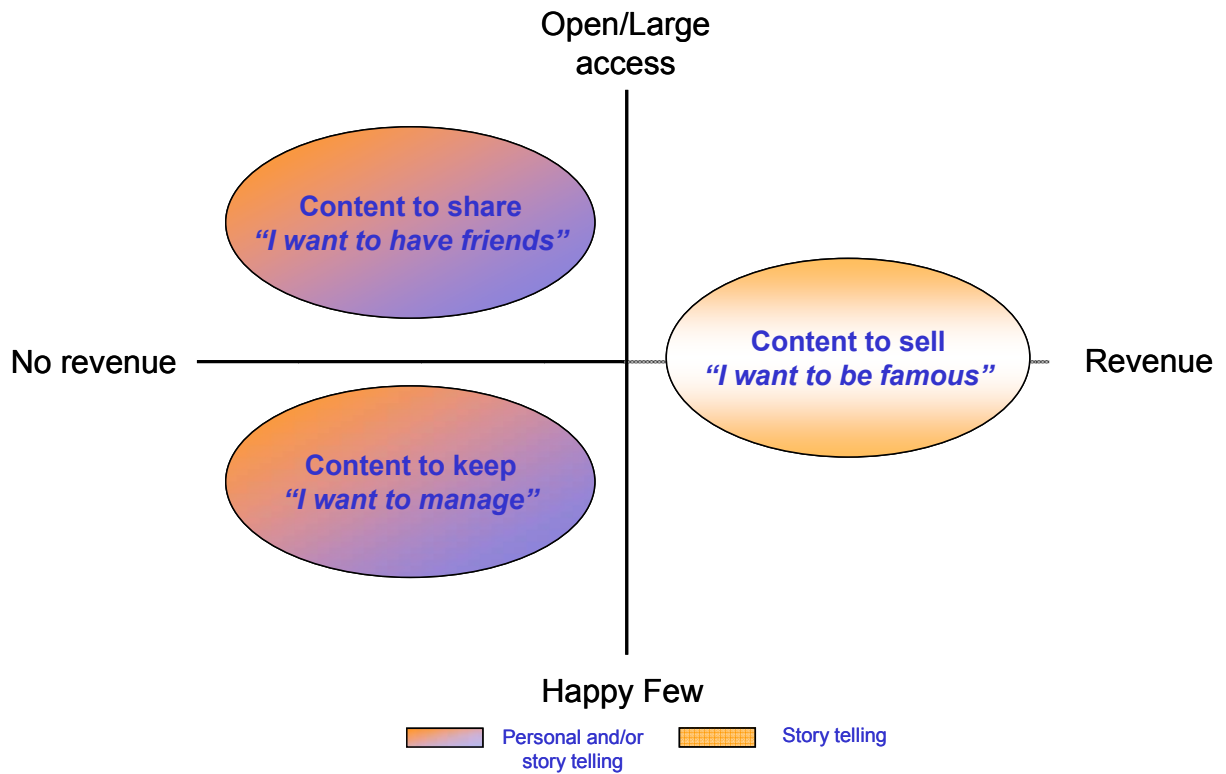 Open/Large
access
Content to share
“I want to have friends”
Content to sell
“I want to be famous”
No revenue
Revenue
Content to keep
“I want to manage”
Happy Few
Personal and/or
story telling
Story telling